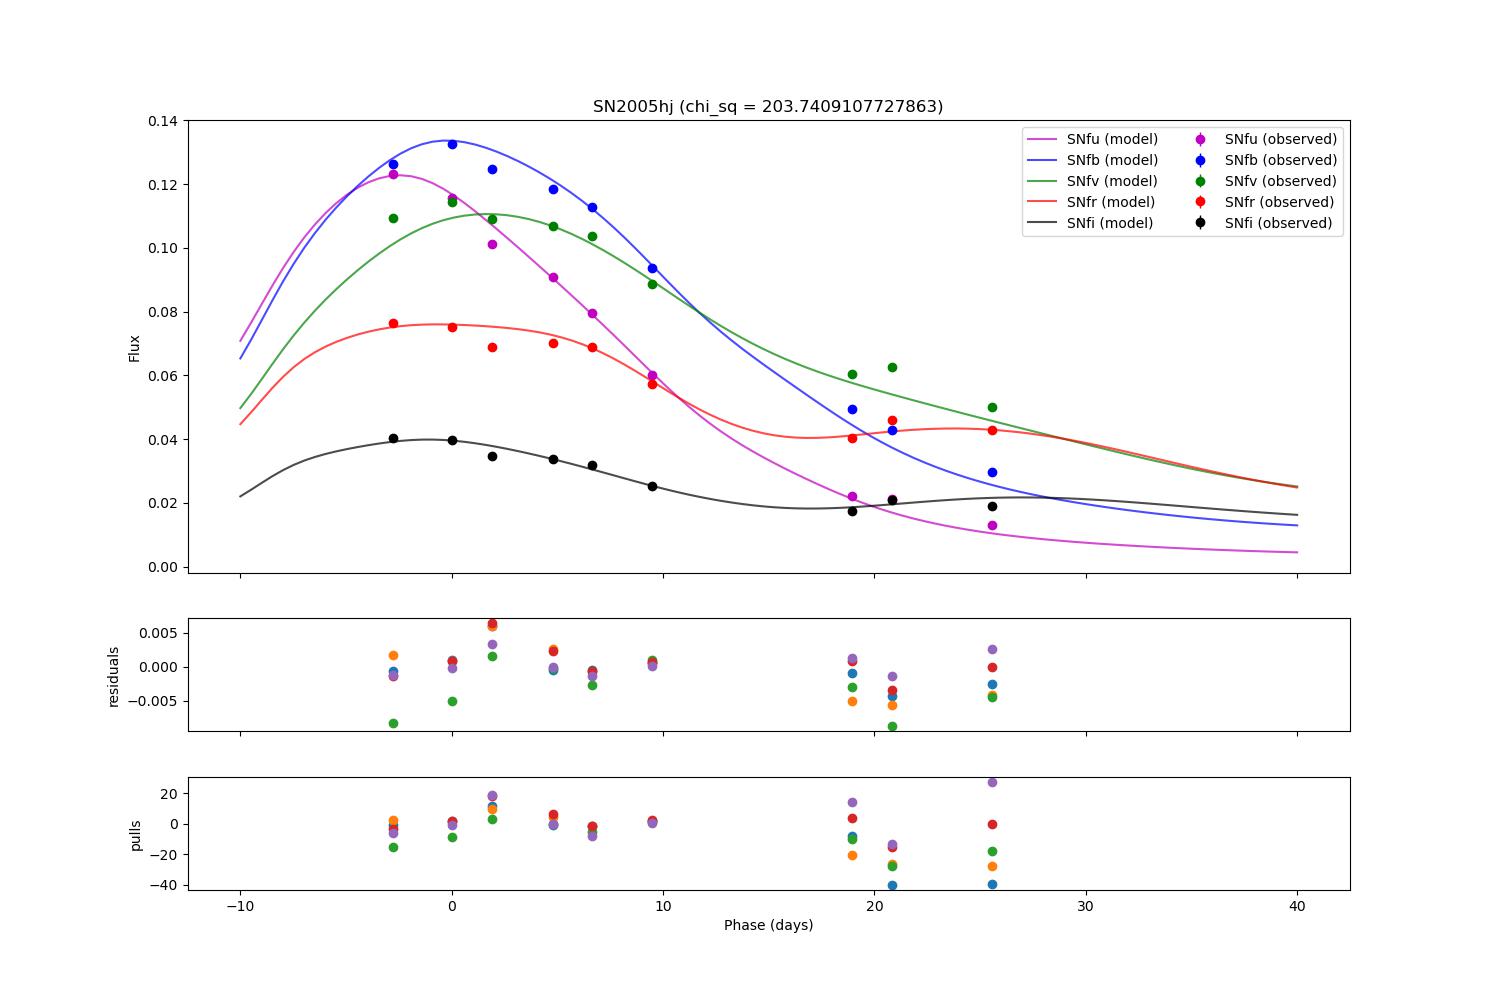 SN2005hj (chi_sq = 203.7409107727863)
0.14
0.12
0.10
0.08
0.06
0.04
0.02
0.00
Flux
SNfu (model)
SNfb (model)
SNfv (model)
SNfr (model)
SNfi (model)
SNfu (observed)
SNfb (observed)
SNfv (observed)
SNfr (observed)
SNfi (observed)
0.005
0.000
−0.005
residuals
20
0
−20
−40
pulls
−10
0
10
20
30
40
Phase (days)